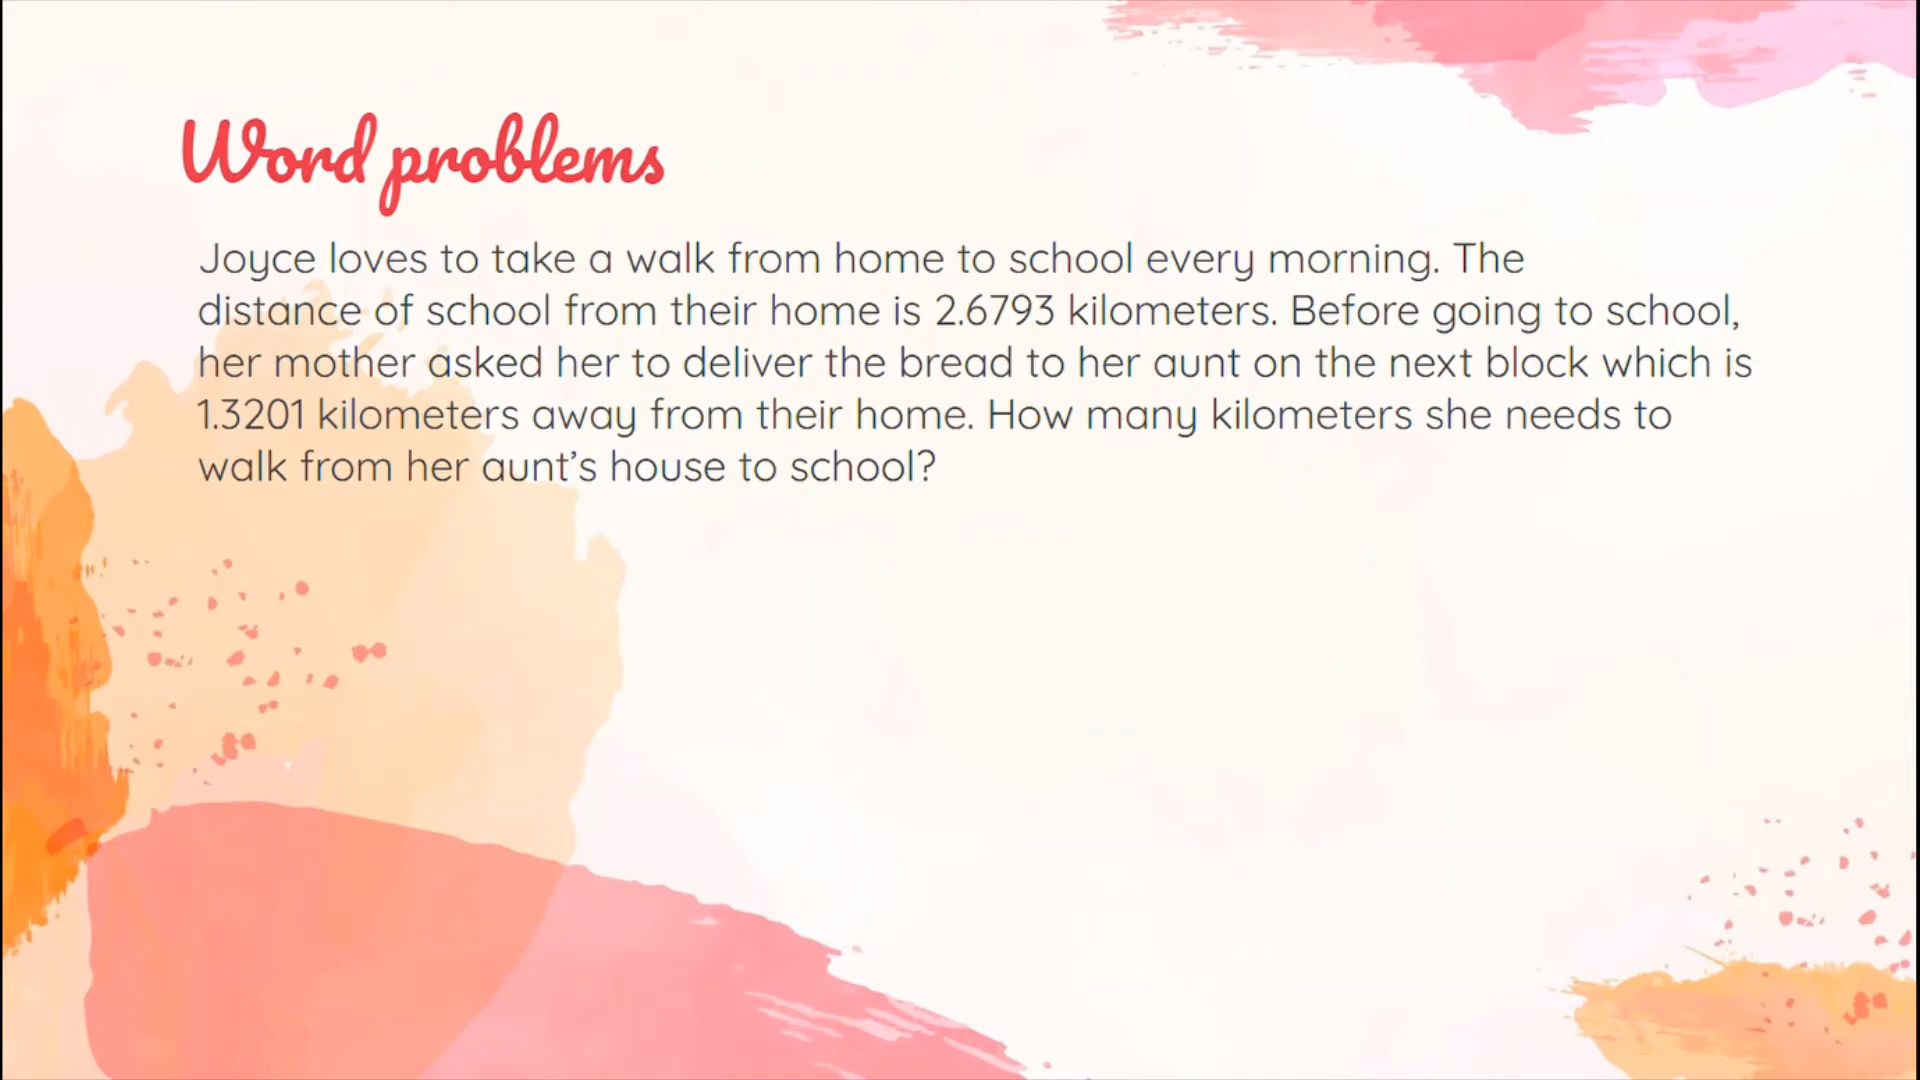 Word problems
Joyce loves to take a walk from home to school every morning. The
distance of school from their home is 2.6793 kilometers. Before going to school,
her mother asked her to deliver the bread to her aunt on the next block which is
1.3201 kilometers away from their home. How many kilometers she needs to
walk from her aunt’s house to school?